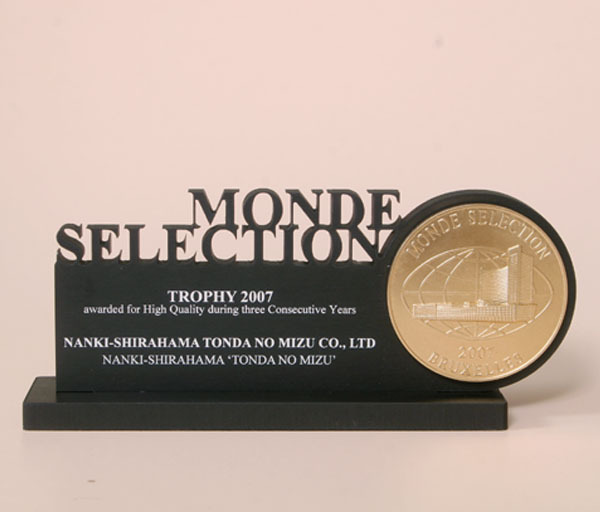 MONDE
SELECTION
TROPHY 2007
awarded for High Quality during three Consecutive Years
NANKI-SHIRAHAMA TONDA NO MIZU CO., LTD
NANKI-SHIRAHAMA ‘TONDA NO MIZU’
MONDE SELECTION
2007
BRUXELLES